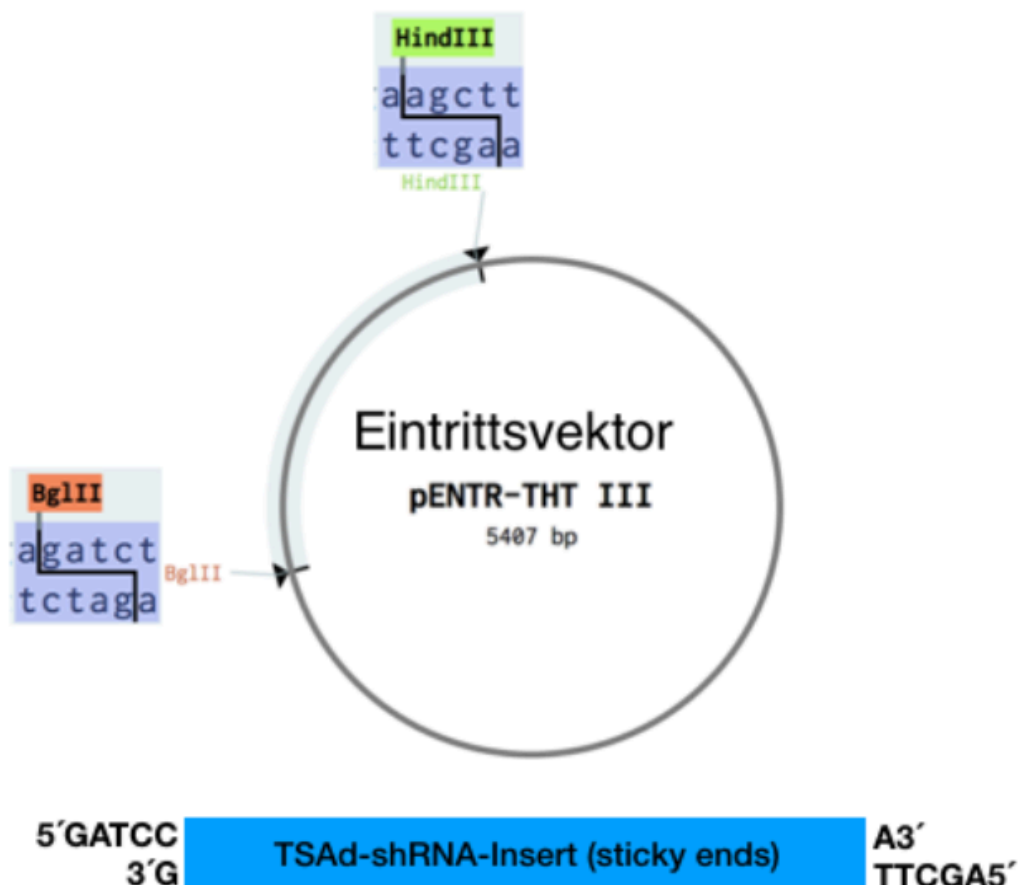 HindIII
aagctt
ttcgaa
HindIII
Eintrittsvektor
pENTR-THT III
5407 bp
BglII
agatct
tctaga
BglII
5´GATCC
3´G
TSAd-shRNA-Insert (sticky ends)
A3´
TTCGA5´